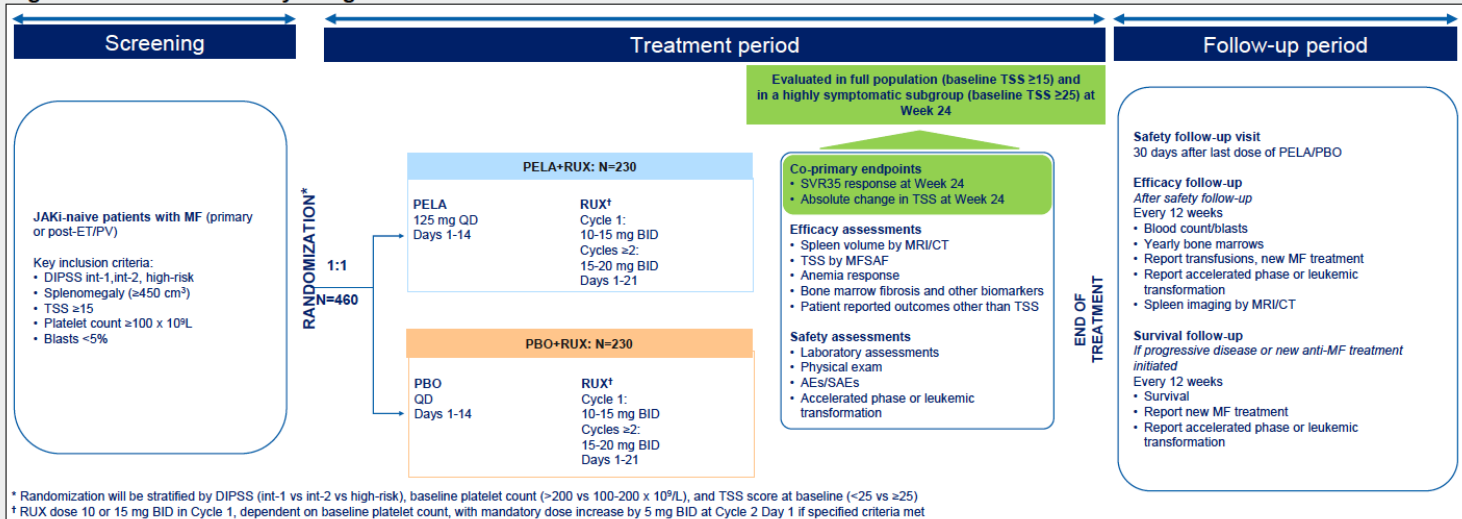 Screening
Treatment period
Follow-up period
JAKi-naive patients with MF (primary
or post-ET/PV)
Key inclusion criteria:
• DIPSS int-1,int-2, high-risk
• Splenomegaly (≥450 cm³)
• TSS ≥15
• Platelet count ≥100 x 10⁹L
• Blasts <5%
RANDOMIZATION*
1:1
N=460
PELA+RUX: N=230
PELA
125 mg QD
Days 1-14
RUX†
Cycle 1:
10-15 mg BID
Cycles ≥2:
15-20 mg BID
Days 1-21
PBO+RUX: N=230
PBO
QD
Days 1-14
RUX†
Cycle 1:
10-15 mg BID
Cycles ≥2:
15-20 mg BID
Days 1-21
Evaluated in full population (baseline TSS ≥15) and
in a highly symptomatic subgroup (baseline TSS ≥25) at
Week 24
Co-primary endpoints
• SVR35 response at Week 24
• Absolute change in TSS at Week 24
Efficacy assessments
• Spleen volume by MRI/CT
• TSS by MFSAF
• Anemia response
• Bone marrow fibrosis and other biomarkers
• Patient reported outcomes other than TSS
Safety assessments
• Laboratory assessments
• Physical exam
• AEs/SAEs
• Accelerated phase or leukemic
transformation
END OF
TREATMENT
Safety follow-up visit
30 days after last dose of PELA/PBO
Efficacy follow-up
After safety follow-up
Every 12 weeks
• Blood count/blasts
• Yearly bone marrows
• Report transfusions, new MF treatment
• Report accelerated phase or leukemic
transformation
• Spleen imaging by MRI/CT
Survival follow-up
If progressive disease or new anti-MF treatment
initiated
Every 12 weeks
• Survival
• Report new MF treatment
• Report accelerated phase or leukemic
transformation
* Randomization will be stratified by DIPSS (int-1 vs int-2 vs high-risk), baseline platelet count (>200 vs 100-200 x 10⁹/L), and TSS score at baseline (<25 vs ≥25)
† RUX dose 10 or 15 mg BID in Cycle 1, dependent on baseline platelet count, with mandatory dose increase by 5 mg BID at Cycle 2 Day 1 if specified criteria met